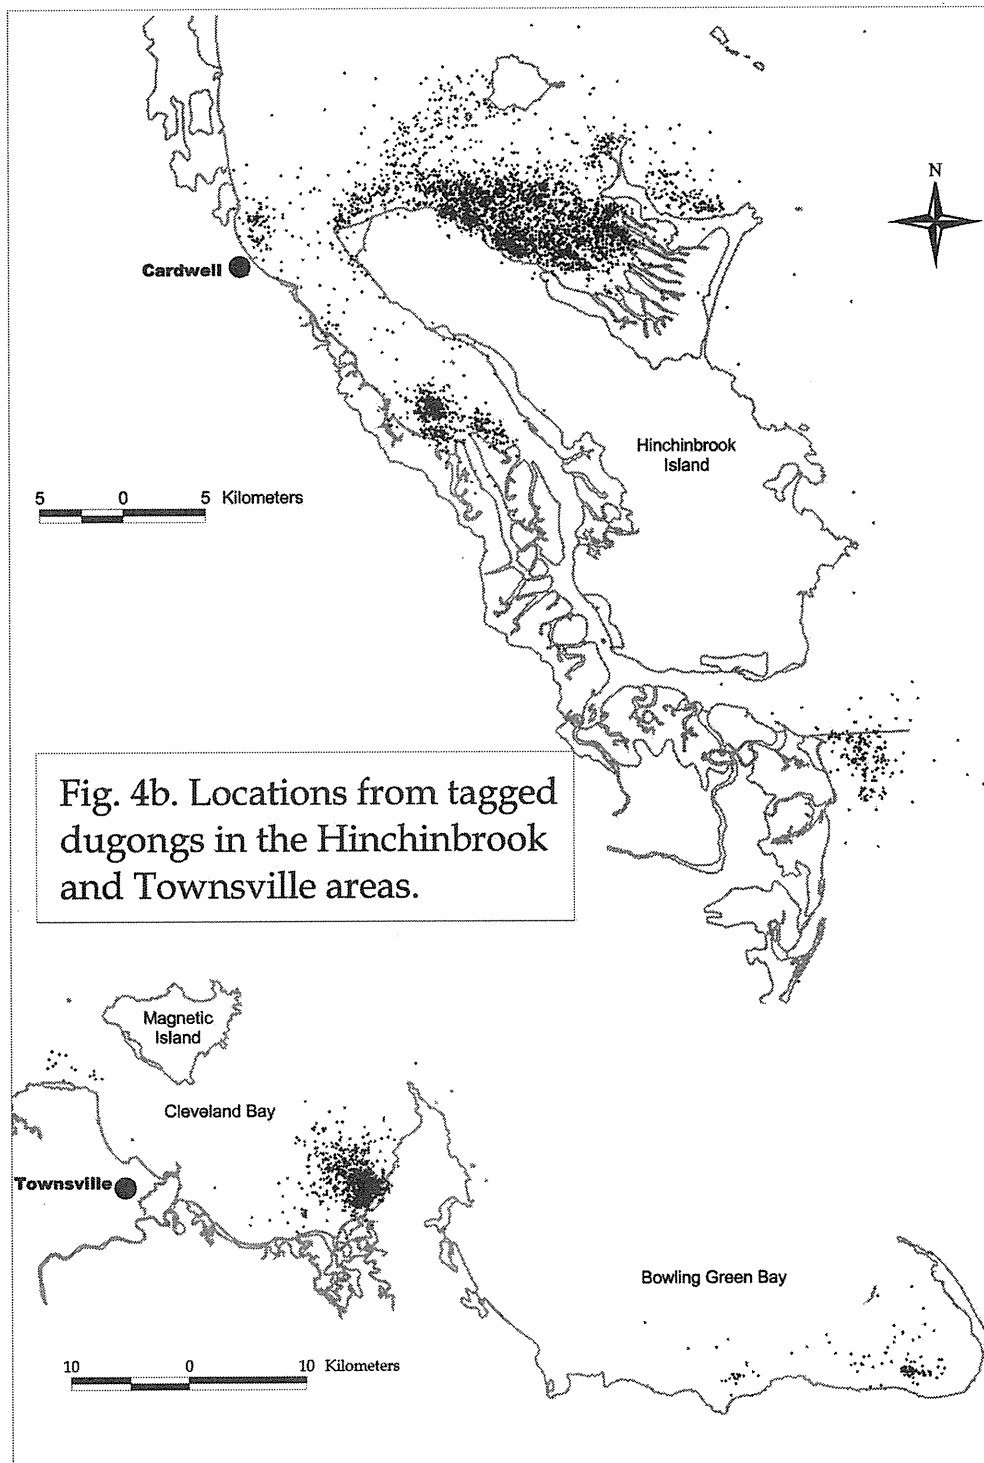 N
Cardwell
Hinchinbrook
Island
5 0 5 Kilometers
Fig. 4b. Locations from tagged
dugongs in the Hinchinbrook
and Townsville areas.
Magnetic
Island
Cleveland Bay
Townsville
Bowling Green Bay
10 0 10 Kilometers